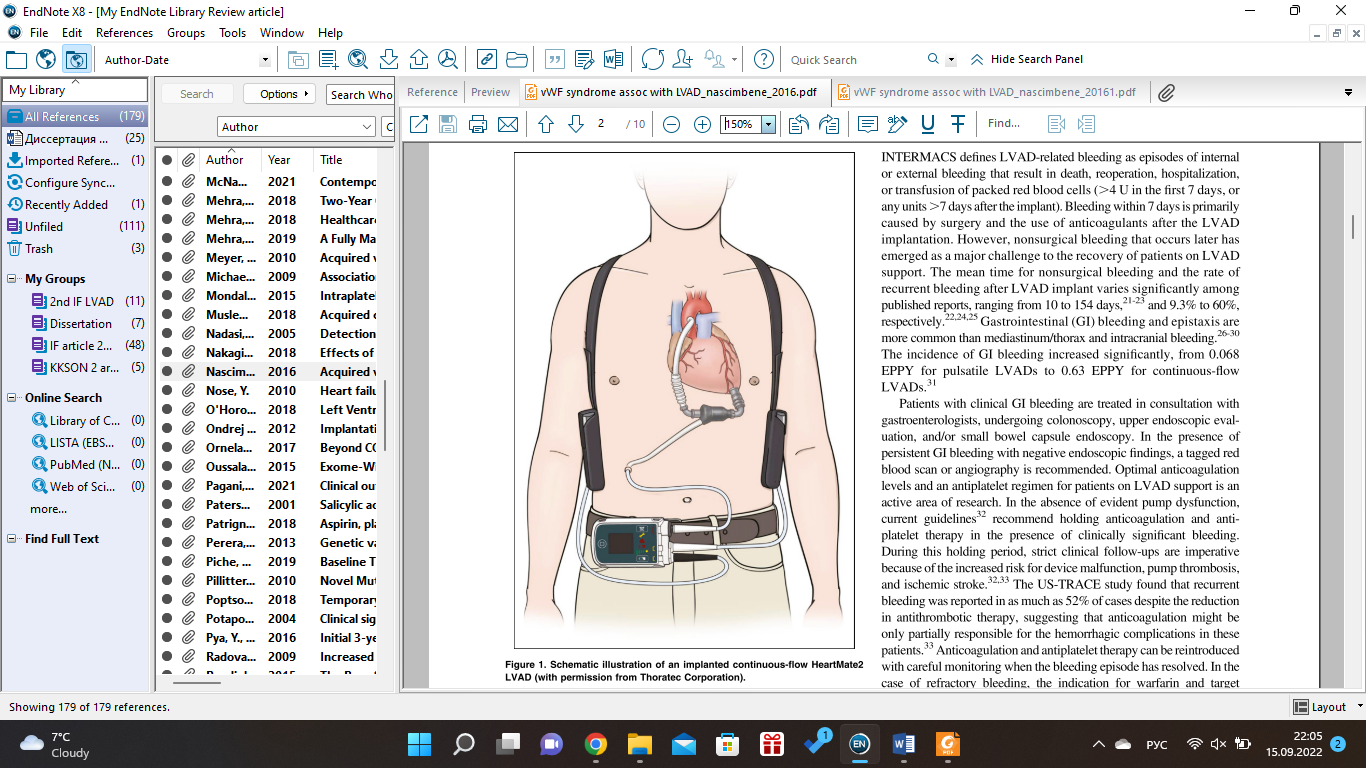 EndNote X8 - [My EndNote Library Review article]
File Edit References Groups Tools Window Help
Author-Date
Quick Search
Hide Search Panel
My Library
All References (179)
Диссертация ... (25)
Imported Refere... (1)
Configure Sync...
Recently Added (1)
Unfiled (111)
Trash (3)
My Groups
2nd IF LVAD (11)
Dissertation (7)
IF article 2... (48)
KKSON 2 ar... (5)
Online Search
Library of C... (0)
LISTA (EBS... (0)
PubMed (N... (0)
Web of Sci... (0)
more...
Find Full Text
Search Options Search Who
Author C
Author Year Title
McNa... 2021 Contempo
Mehra,... 2018 Two-Year
Mehra,... 2018 Healthcar
Mehra,... 2019 A Fully Ma
Meyer, ... 2010 Acquired v
Michae... 2009 Associatio
Mondal... 2015 Intraplate
Musle... 2018 Acquired
Nadasi,... 2005 Detection
Nakagi... 2018 Effects of
Nascim... 2016 Acquired v
Nose, Y. 2010 Heart failu
O'Horo... 2018 Left Ventr
Ondrej ... 2012 Implantati
Ornela... 2017 Beyond CC
Oussala... 2015 Exome-Wi
Pagani,... 2021 Clinical ou
Paters... 2001 Salicylic ac
Patrign... 2018 Aspirin, pla
Perera,... 2013 Genetic va
Piche, ... 2019 Baseline T
Pillitter... 2010 Novel Mut
Poptso... 2018 Temporary
Potapo... 2004 Clinical sig
Pya, Y., ... 2016 Initial 3-ye
Radova... 2009 Increased
Reference Preview vWF syndrome assoc with LVAD_nascimbene_2016.pdf vWF syndrome assoc with LVAD_nascimbene_20161.pdf
2 / 10 150% Find...
Figure 1. Schematic illustration of an implanted continuous-flow HeartMate2
LVAD (with permission from Thoratec Corporation).
INTERMACS defines LVAD-related bleeding as episodes of internal
or external bleeding that result in death, reoperation, hospitalization,
or transfusion of packed red blood cells (>4 U in the first 7 days, or
any units >7 days after the implant). Bleeding within 7 days is primarily
caused by surgery and the use of anticoagulants after the LVAD
implantation. However, nonsurgical bleeding that occurs later has
emerged as a major challenge to the recovery of patients on LVAD
support. The mean time for nonsurgical bleeding and the rate of
recurrent bleeding after LVAD implant varies significantly among
published reports, ranging from 10 to 154 days,21-23 and 9.3% to 60%,
respectively.22,24,25 Gastrointestinal (GI) bleeding and epistaxis are
more common than mediastinum/thorax and intracranial bleeding.26-30
The incidence of GI bleeding increased significantly, from 0.068
EPPY for pulsatile LVADs to 0.63 EPPY for continuous-flow
LVADs.31
Patients with clinical GI bleeding are treated in consultation with
gastroenterologists, undergoing colonoscopy, upper endoscopic eval-
uation, and/or small bowel capsule endoscopy. In the presence of
persistent GI bleeding with negative endoscopic findings, a tagged red
blood scan or angiography is recommended. Optimal anticoagulation
levels and an antiplatelet regimen for patients on LVAD support is an
active area of research. In the absence of evident pump dysfunction,
current guidelines32 recommend holding anticoagulation and anti-
platelet therapy in the presence of clinically significant bleeding.
During this holding period, strict clinical follow-ups are imperative
because of the increased risk for device malfunction, pump thrombosis,
and ischemic stroke.32,33 The US-TRACE study found that recurrent
bleeding was reported in as much as 52% of cases despite the reduction
in antithrombotic therapy, suggesting that anticoagulation might be
only partially responsible for the hemorrhagic complications in these
patients.33 Anticoagulation and antiplatelet therapy can be reintroduced
with careful monitoring when the bleeding episode has resolved. In the
case of refractory bleeding, the indication for warfarin and target
Showing 179 of 179 references.
Layout
7°C
Cloudy
1
РУС
22:05
15.09.2022
2